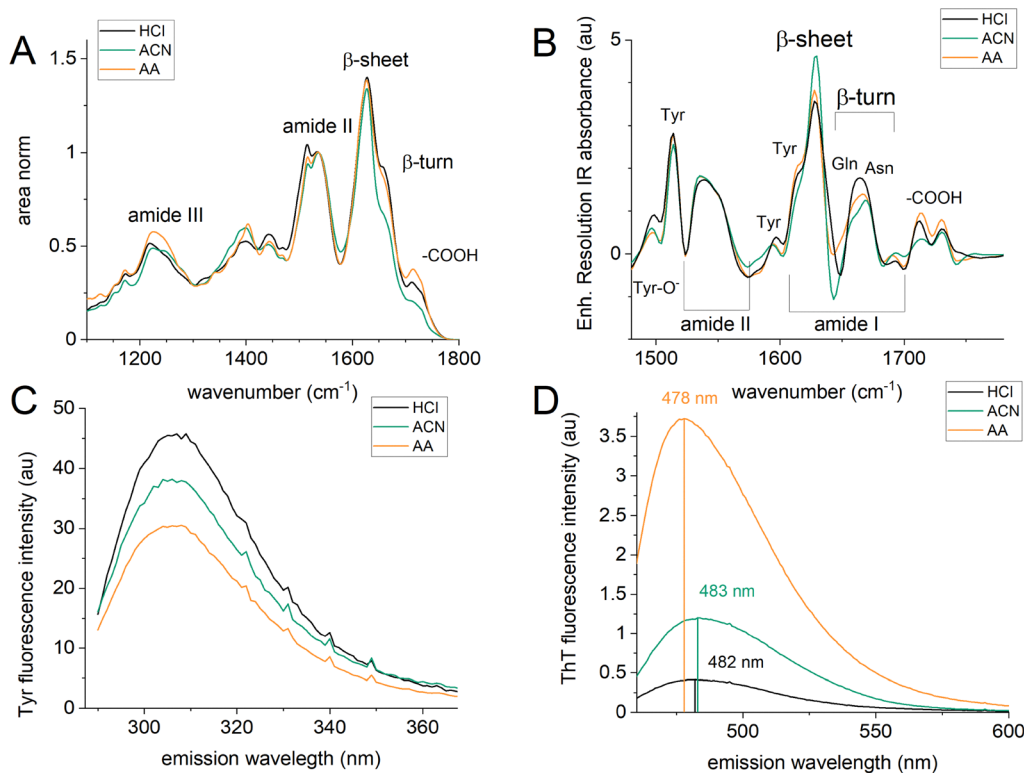 A
HCl
ACN
AA
β-sheet
amide II
β-turn
amide III
-COOH
area norm
1.5
1
0.5
0
1200
1400
1600
1800
wavenumber (cm⁻¹)
B
HCl
ACN
AA
β-sheet
β-turn
Tyr
Tyr
Gln
Asn
-COOH
Tyr
Tyr-O⁻
amide II
amide I
Enh. Resolution IR absorbance (au)
5
0
1500
1600
1700
wavenumber (cm⁻¹)
C
HCl
ACN
AA
Tyr fluorescence intensity (au)
50
40
30
20
10
0
300
320
340
360
emission wavelegth (nm)
D
HCl
ACN
AA
478 nm
483 nm
482 nm
ThT fluorescence intensity (au)
3.5
3
2.5
2
1.5
1
0.5
0
500
550
600
emission wavelength (nm)